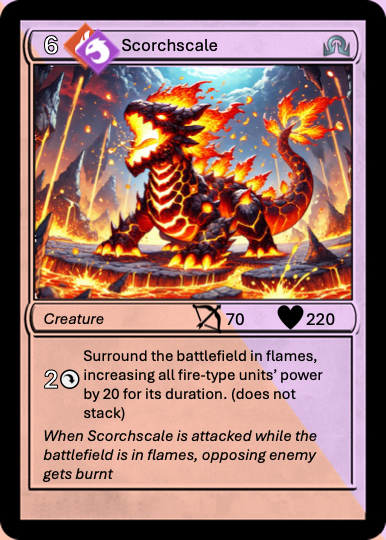 6 Scorchscale
Creature 70 220
Surround the battlefield in flames,
2 increasing all fire-type units’ power
by 20 for its duration. (does not
stack)
When Scorchscale is attacked while the
battlefield is in flames, opposing enemy
gets burnt